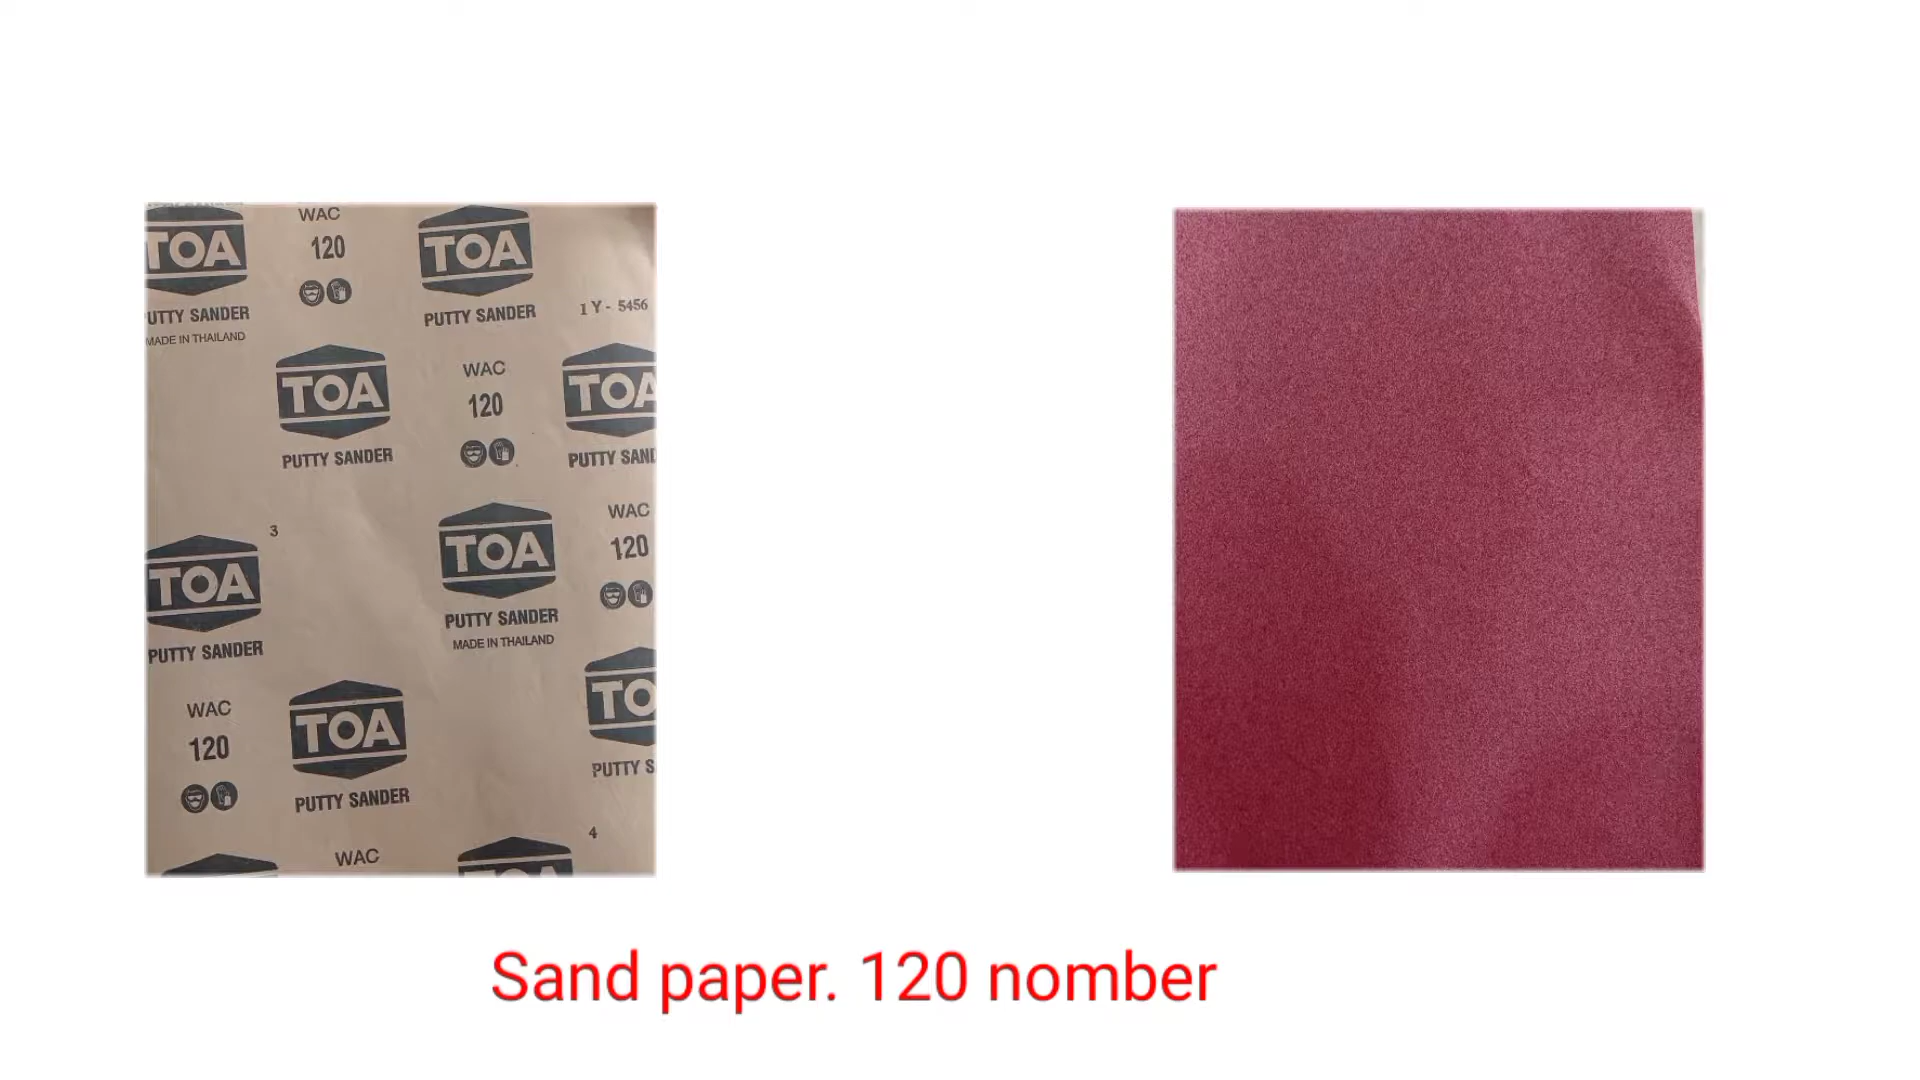 WAC
TOA
120
TOA
1 Y - 5456
UTTY SANDER
PUTTY SANDER
MADE IN THAILAND
TOA
WAC
TOA
120
PUTTY SANDER
PUTTY SAND
WAC
3
TOA
120
TOA
PUTTY SANDER
MADE IN THAILAND
PUTTY SANDER
TO
WAC
TOA
120
PUTTY S
PUTTY SANDER
4
WAC
TOA
Sand paper. 120 nomber